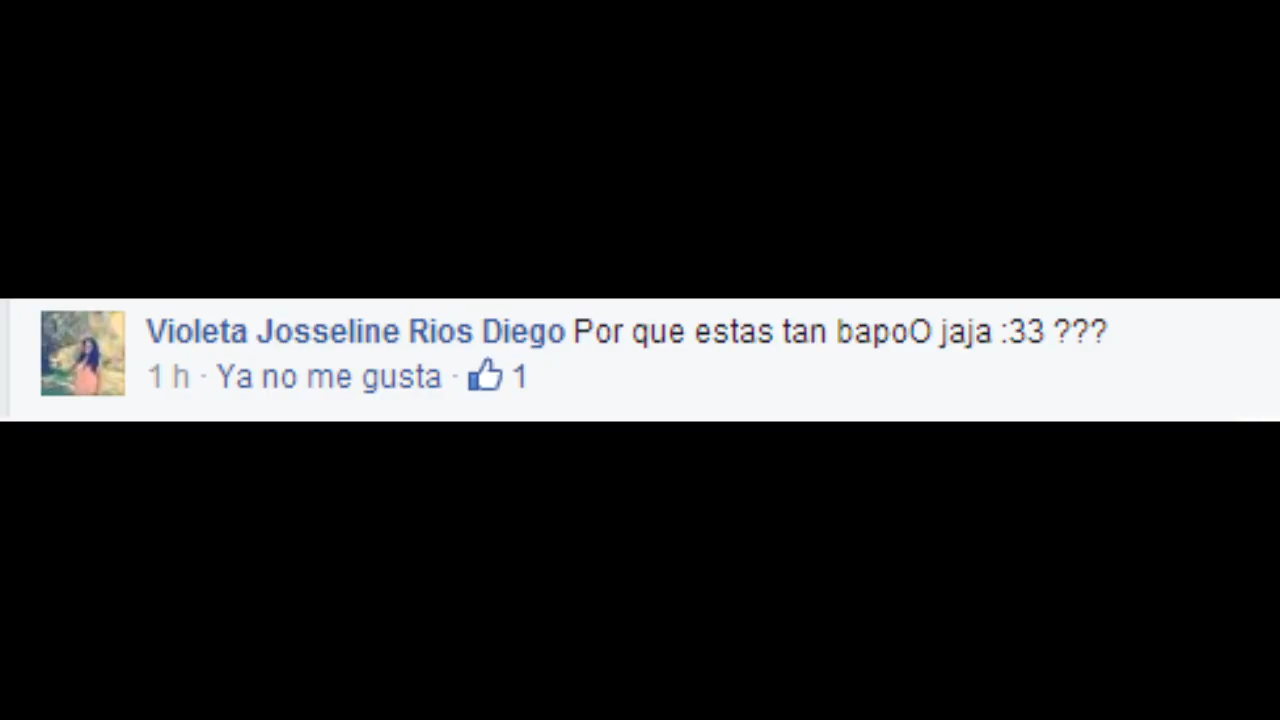 Violeta Josseline Rios Diego Por que estas tan bapoO jaja :33 ???
1 h · Ya no me gusta · 1